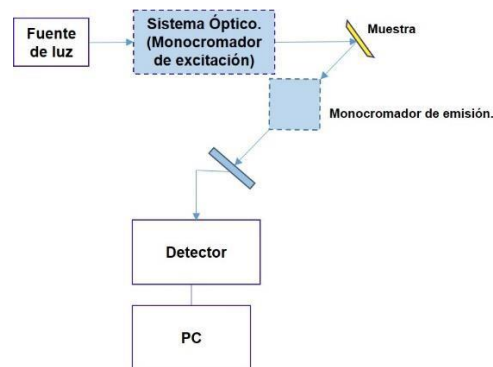 Fuente
de luz
Sistema Óptico.
(Monocromador
de excitación)
Muestra
Monocromador de emisión.
Detector
PC